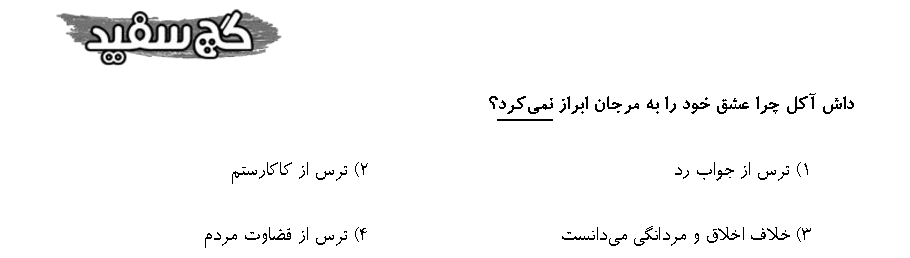 گچ سفید
داش آکل چرا عشق خود را به مرجان ابراز نمی‌کرد؟
۱) ترس از جواب رد
۲) ترس از کاکارستم
۳) خلاف اخلاق و مردانگی می‌دانست
۴) ترس از قضاوت مردم